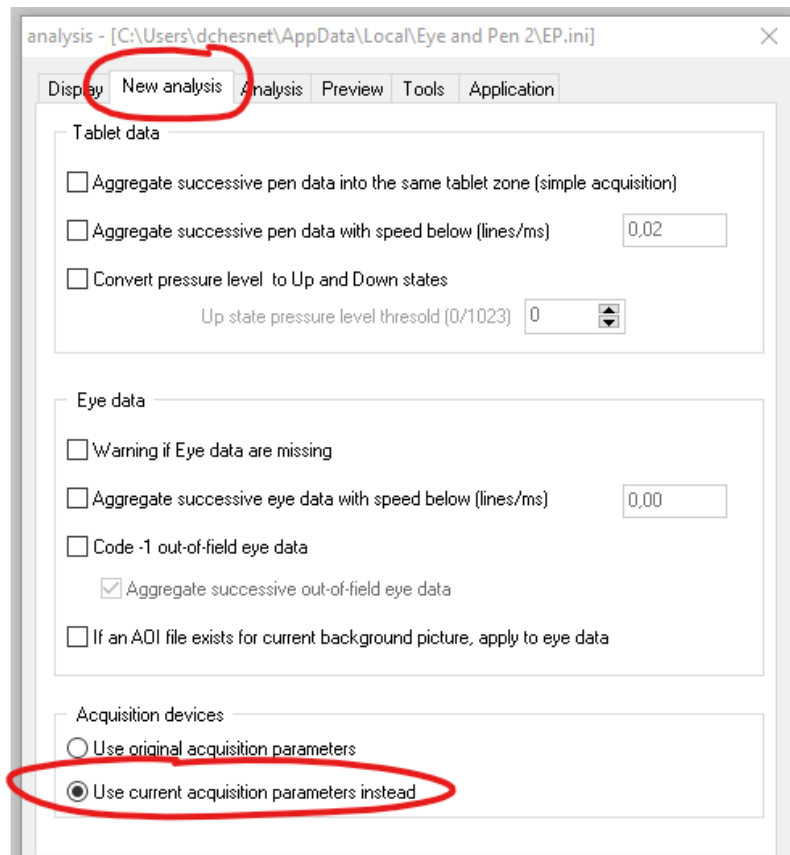 analysis - [C:\Users\dchesnet\AppData\Local\Eye and Pen 2\EP.ini]
Display New analysis Analysis Preview Tools Application
Tablet data
Aggregate successive pen data into the same tablet zone (simple acquisition)
Aggregate successive pen data with speed below (lines/ms) 0,02
Convert pressure level to Up and Down states
Up state pressure level thresold (0/1023) 0
Eye data
Warning if Eye data are missing
Aggregate successive eye data with speed below (lines/ms) 0,00
Code -1 out-of-field eye data
Aggregate successive out-of-field eye data
If an AOI file exists for current background picture, apply to eye data
Acquisition devices
Use original acquisition parameters
Use current acquisition parameters instead